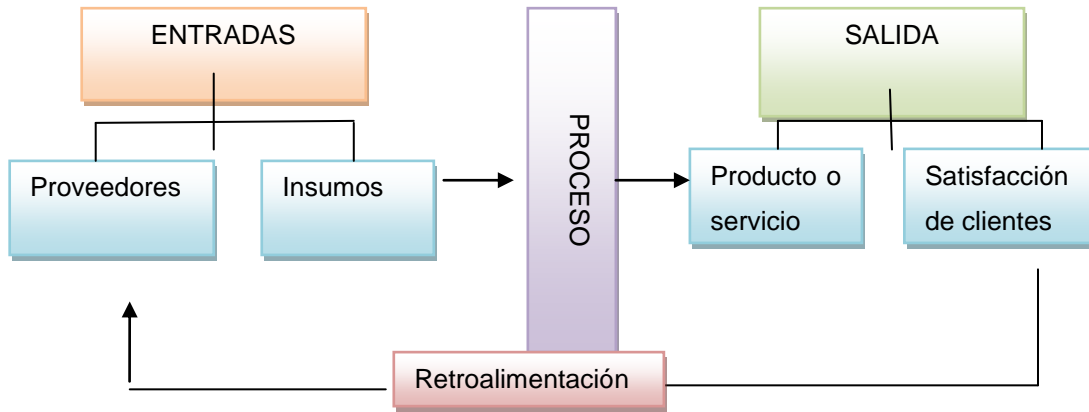 ENTRADAS
SALIDA
PROCESO
Proveedores
Insumos
Producto o
servicio
Satisfacción
de clientes
Retroalimentación